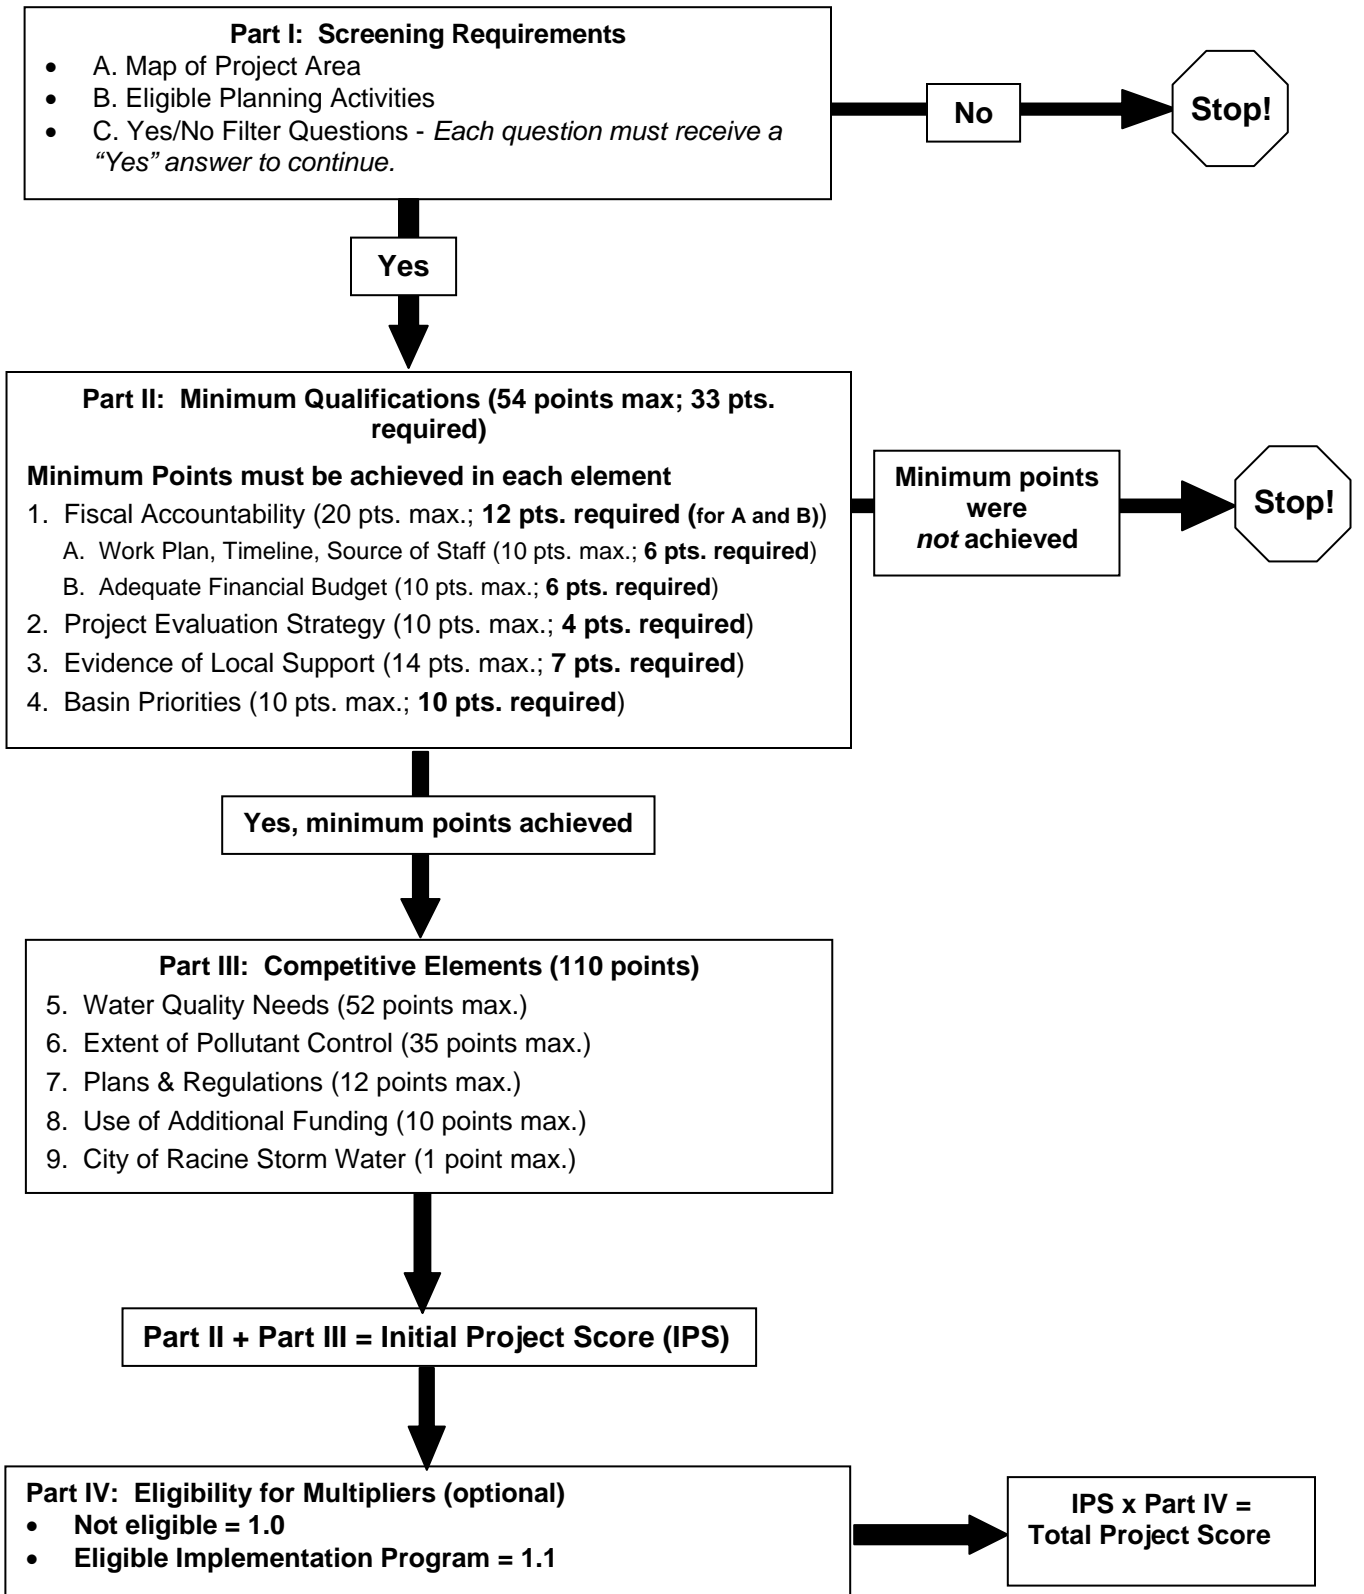 Part I:  Screening Requirements
• A. Map of Project Area
• B. Eligible Planning Activities
• C. Yes/No Filter Questions - Each question must receive a
“Yes” answer to continue.
No
Stop!
Yes
Part II:  Minimum Qualifications (54 points max; 33 pts.
required)
Minimum Points must be achieved in each element
1. Fiscal Accountability (20 pts. max.; 12 pts. required (for A and B))
A. Work Plan, Timeline, Source of Staff (10 pts. max.; 6 pts. required)
B. Adequate Financial Budget (10 pts. max.; 6 pts. required)
2. Project Evaluation Strategy (10 pts. max.; 4 pts. required)
3. Evidence of Local Support (14 pts. max.; 7 pts. required)
4. Basin Priorities (10 pts. max.; 10 pts. required)
Minimum points
were
not achieved
Stop!
Yes, minimum points achieved
Part III:  Competitive Elements (110 points)
5. Water Quality Needs (52 points max.)
6. Extent of Pollutant Control (35 points max.)
7. Plans & Regulations (12 points max.)
8. Use of Additional Funding (10 points max.)
9. City of Racine Storm Water (1 point max.)
Part II + Part III = Initial Project Score (IPS)
Part IV:  Eligibility for Multipliers (optional)
• Not eligible = 1.0
• Eligible Implementation Program = 1.1
IPS x Part IV =
Total Project Score